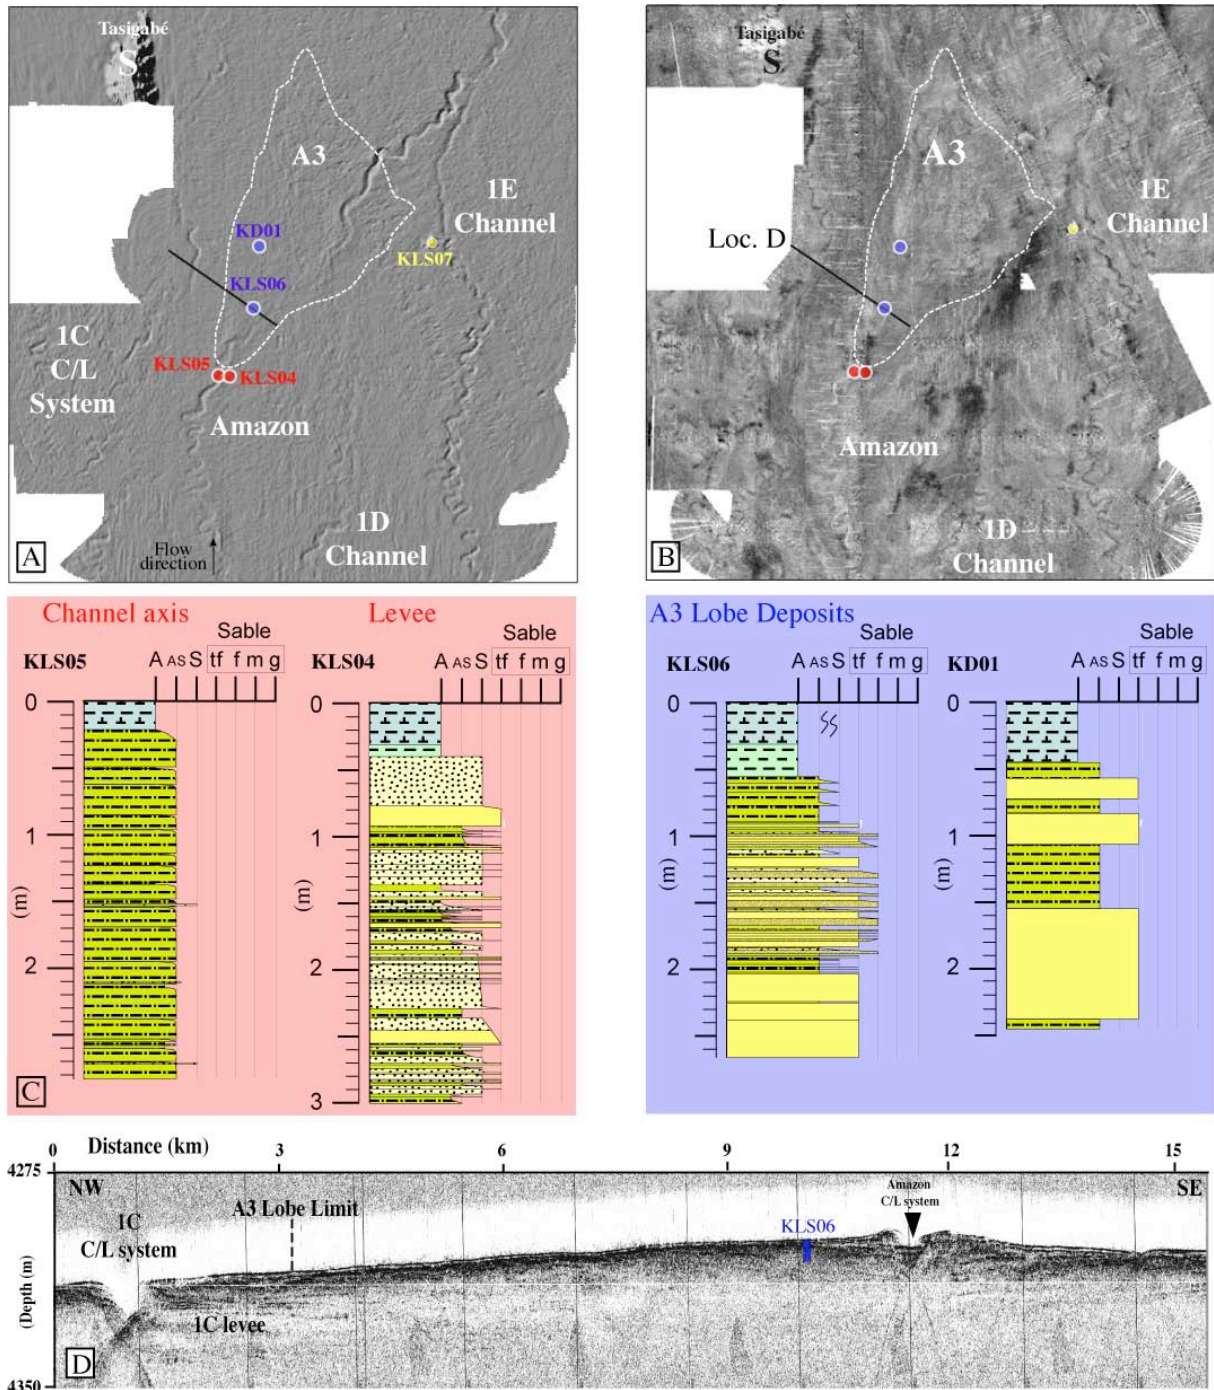 Tasigabé
S
A3
1E
Channel
KD01
KLS07
KLS06
1C
C/L
System
KLS05
KLS04
Amazon
1D
Channel
Flow
direction
A
Tasigabé
S
A3
1E
Channel
Loc. D
Amazon
1D
Channel
B
Channel axis
Levee
Sable
Sable
KLS05
A AS S tf f m g
KLS04
A AS S tf f m g
0
1
2
(m)
0
1
2
3
(m)
C
A3 Lobe Deposits
Sable
Sable
KLS06
A AS S tf f m g
KD01
A AS S tf f m g
0
1
2
(m)
0
1
2
(m)
0 Distance (km) 3 6 9 12 15
4275
NW
SE
A3 Lobe Limit
1C
C/L system
KLS06
Amazon
C/L system
(Depth (m)
1C levee
D
4350